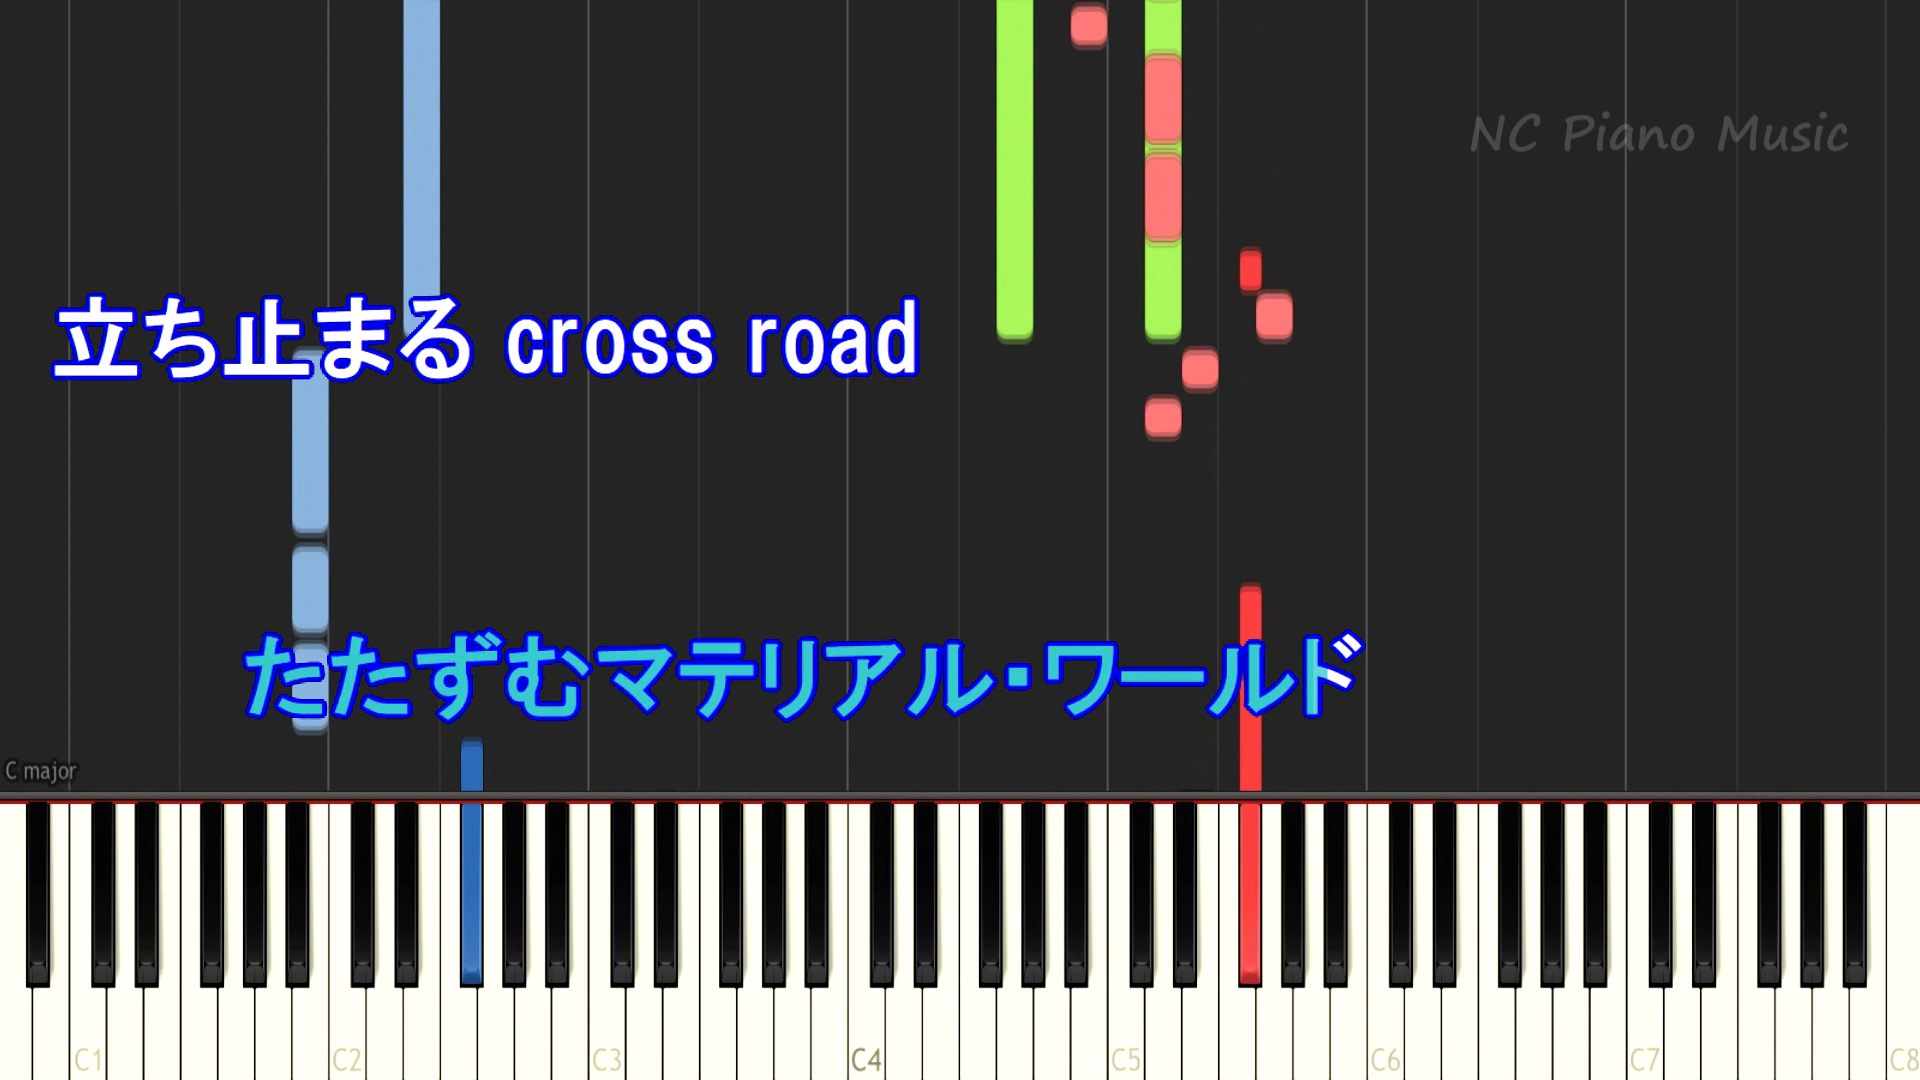 NC Piano Music
立ち止まる cross road
たたずむマテリアル・ワールド
C major
C1 C2 C3 C4 C5 C6 C7 C8